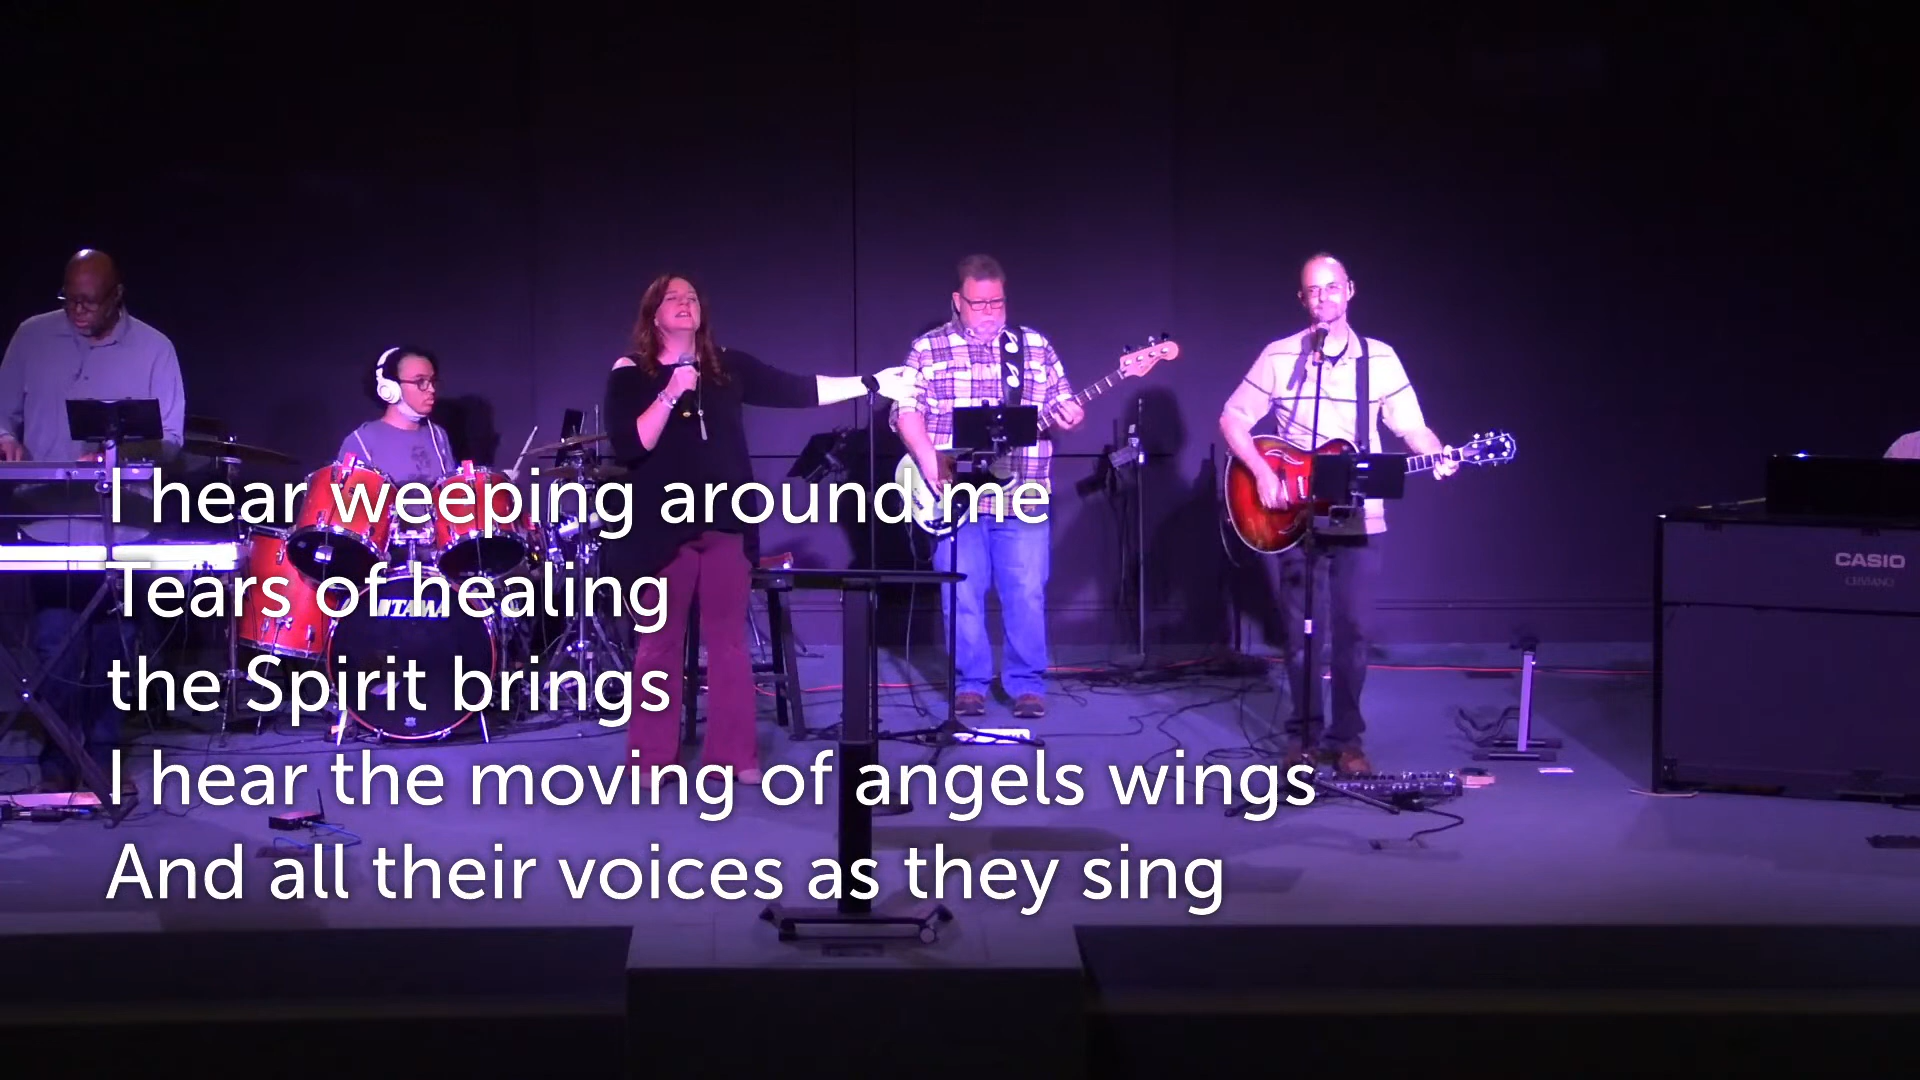 I hear weeping around me
Tears of healing
the Spirit brings
I hear the moving of angels wings
And all their voices as they sing
TAMA
CASIO